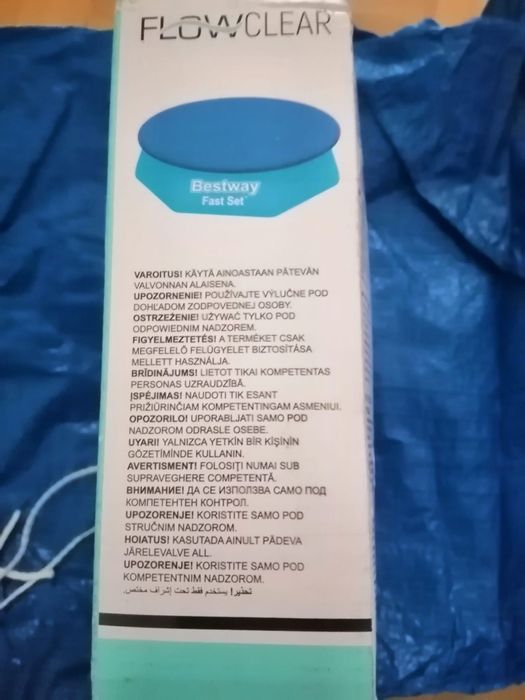 FLOWCLEAR
Bestway
Fast Set
VAROITUS! KÄYTÄ AINOASTAAN PÄTEVÄN
VALVONNAN ALAISENA.
UPOZORNENIE! POUŽÍVAJTE VÝLUČNE POD
DOHĽADOM ZODPOVEDNEJ OSOBY.
OSTRZEŻENIE! UŻYWAĆ TYLKO POD
ODPOWIEDNIM NADZOREM.
FIGYELMEZTETÉS! A TERMÉKET CSAK
MEGFELELŐ FELÜGYELET BIZTOSÍTÁSA
MELLETT HASZNÁLJA.
BRĪDINĀJUMS! LIETOT TIKAI KOMPETENTAS
PERSONAS UZRAUDZĪBĀ.
ĮSPĖJIMAS! NAUDOTI TIK ESANT
PRIŽIŪRINČIAM KOMPETENTINGAM ASMENIUI.
OPOZORILO! UPORABLJATI SAMO POD
NADZOROM ODRASLE OSEBE.
UYARI! YALNIZCA YETKİN BİR KİŞİNİN
GÖZETİMİNDE KULLANIN.
AVERTISMENT! FOLOSIȚI NUMAI SUB
SUPRAVEGHERE COMPETENTĂ.
ВНИМАНИЕ! ДА СЕ ИЗПОЛЗВА САМО ПОД
КОМПЕТЕНТЕН КОНТРОЛ.
UPOZORENJE! KORISTITE SAMO POD
STRUČNIM NADZOROM.
HOIATUS! KASUTADA AINULT PÄDEVA
JÄRELEVALVE ALL.
UPOZORENJE! KORISTITE SAMO POD
KOMPETENTNIM NADZOROM.
تحذير! يستخدم فقط تحت إشراف مختص.